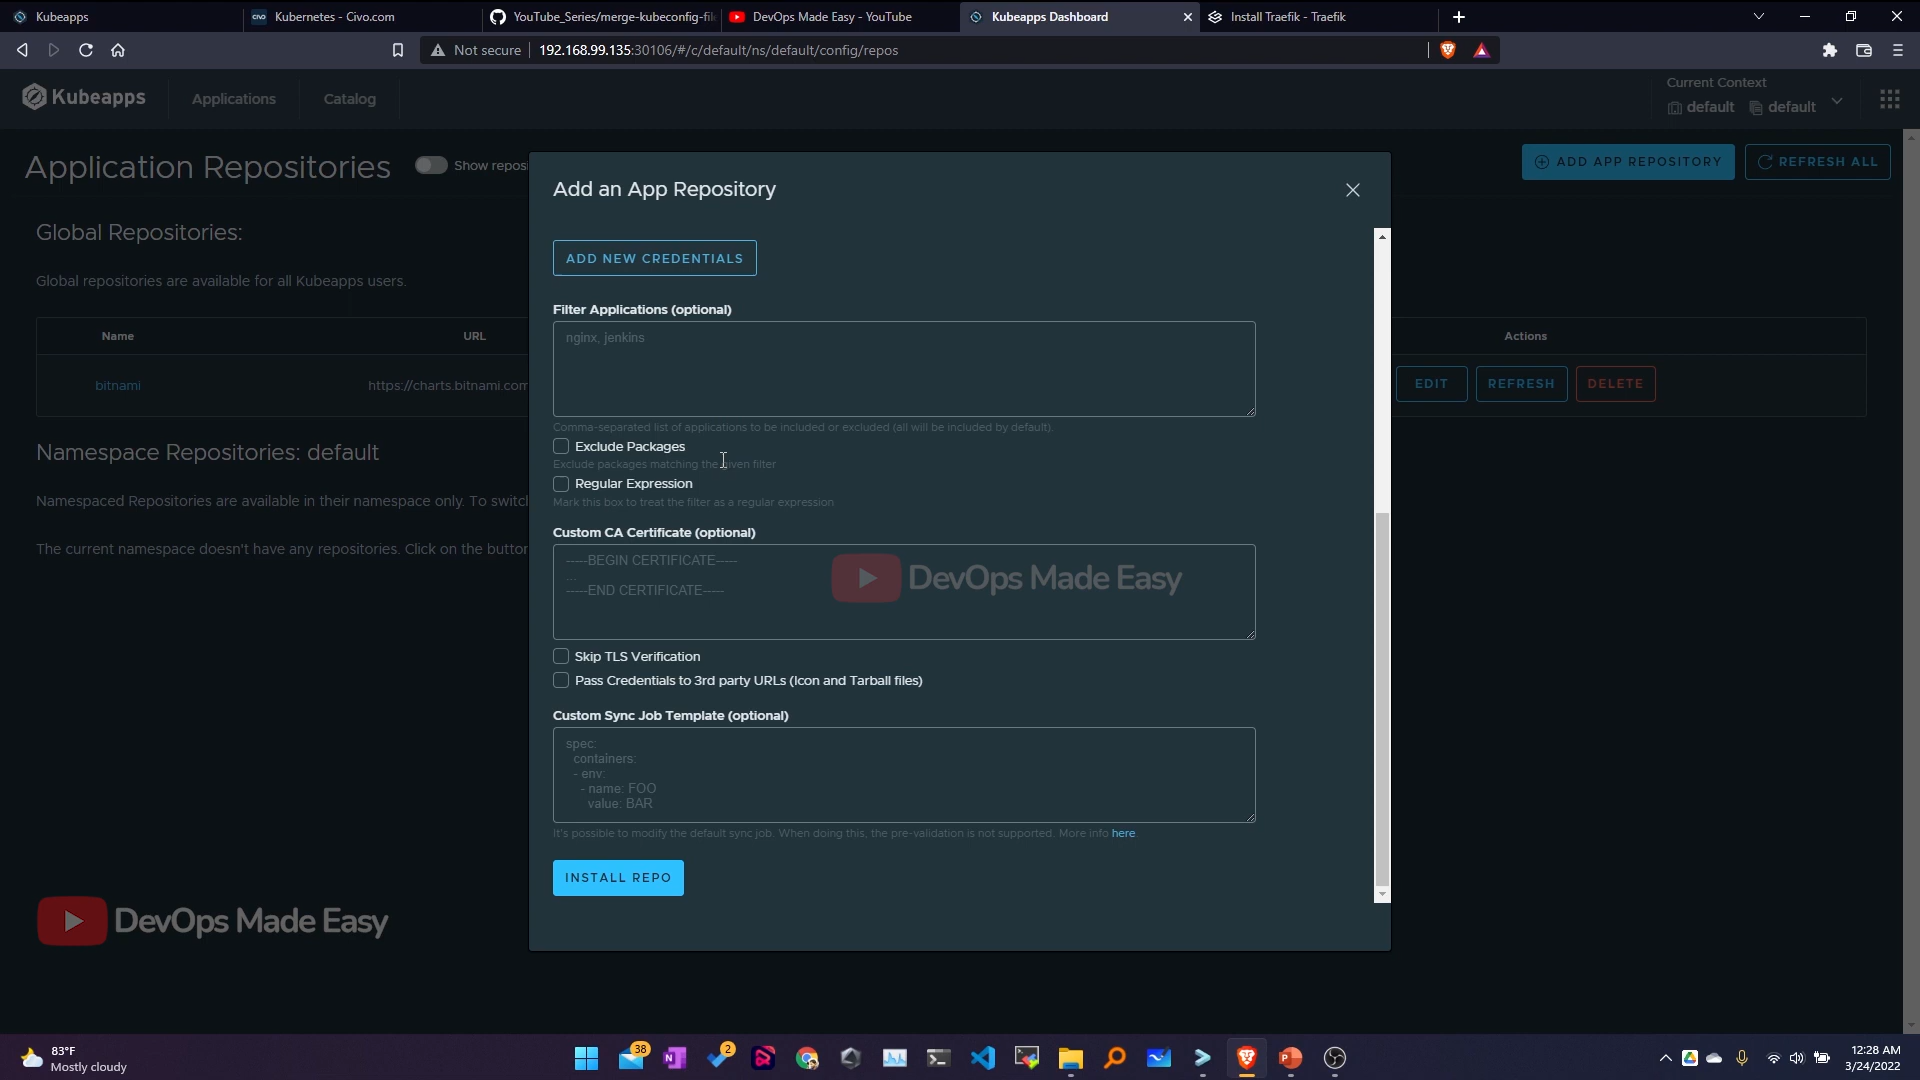 Kubeapps
Kubernetes - Civo.com
YouTube_Series/merge-kubeconfig-fil
DevOps Made Easy - YouTube
Kubeapps Dashboard
Install Traefik - Traefik
Not secure
192.168.99.135:30106/#/c/default/ns/default/config/repos
Kubeapps
Applications
Catalog
Current Context
default
default
Application Repositories
Show reposi
ADD APP REPOSITORY
REFRESH ALL
Add an App Repository
Global Repositories:
Global repositories are available for all Kubeapps users.
Name
URL
Actions
bitnami
https://charts.bitnami.com
EDIT
REFRESH
DELETE
Namespace Repositories: default
Namespaced Repositories are available in their namespace only. To switch
The current namespace doesn't have any repositories. Click on the button
ADD NEW CREDENTIALS
Filter Applications (optional)
nginx, jenkins
Comma-separated list of applications to be included or excluded (all will be included by default).
Exclude Packages
Exclude packages matching the given filter
Regular Expression
Mark this box to treat the filter as a regular expression
Custom CA Certificate (optional)
-----BEGIN CERTIFICATE-----
...
-----END CERTIFICATE-----
DevOps Made Easy
Skip TLS Verification
Pass Credentials to 3rd party URLs (Icon and Tarball files)
Custom Sync Job Template (optional)
spec:
containers:
- env:
- name: FOO
value: BAR
It's possible to modify the default sync job. When doing this, the pre-validation is not supported. More info here.
INSTALL REPO
DevOps Made Easy
83°F
Mostly cloudy
38
2
12:28 AM
3/24/2022